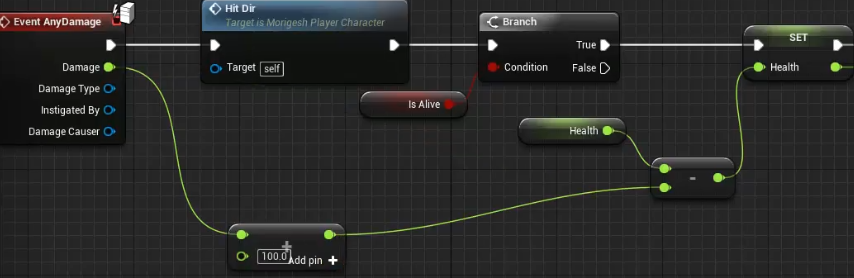 Event AnyDamage
Damage
Damage Type
Instigated By
Damage Causer
Hit Dir
Target is Morigesh Player Character
Target self
Is Alive
Branch
True
Condition False
Health
SET
Health
-
+
100.0
Add pin +